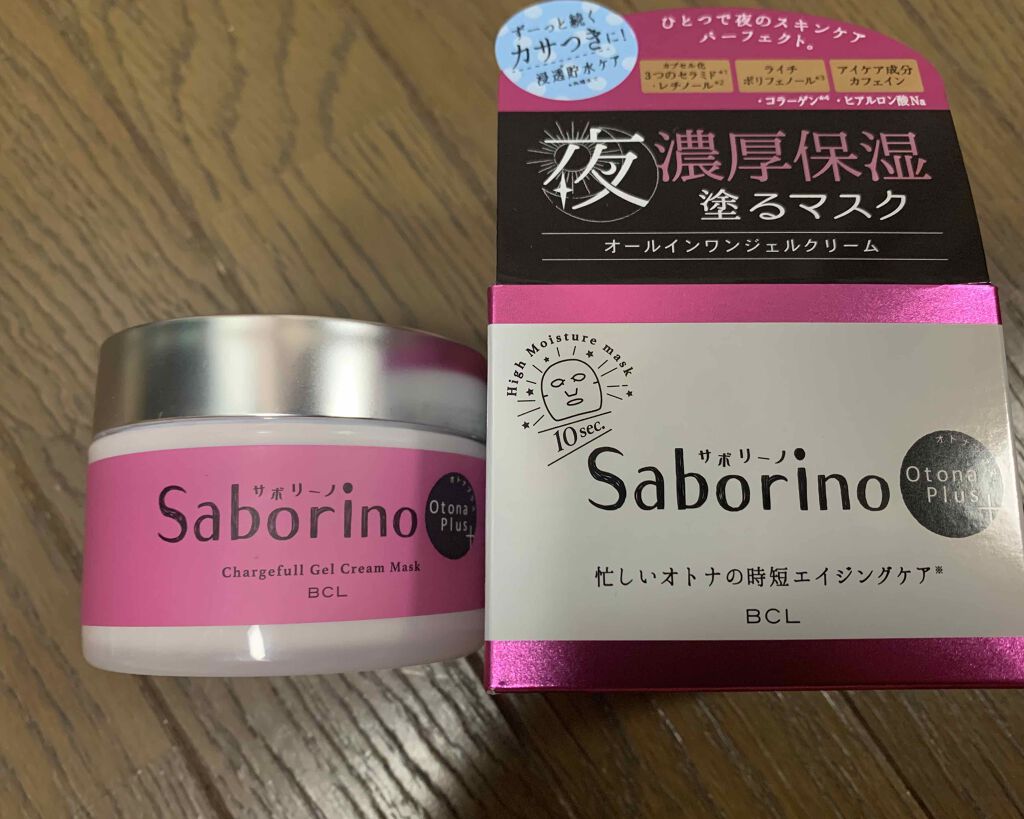 ずーっと続く
カサつきに!
浸透貯水ケア
ひとつで夜のスキンケア
パーフェクト。
カプセル化
3つのセラミド※1
・レチノール※2
ライチ
ポリフェノール※3
アイケア成分
カフェイン
・コラーゲン※4 ・ヒアルロン酸Na
夜濃厚保湿
塗るマスク
オールインワンジェルクリーム
High Moisture mask
10sec.
サボリーノ
Saborino
Otona
Plus
+
忙しいオトナの時短エイジングケア※
BCL
サボリーノ
Saborino
オトナプラス
Otona
Plus
+
Chargefull Gel Cream Mask
BCL